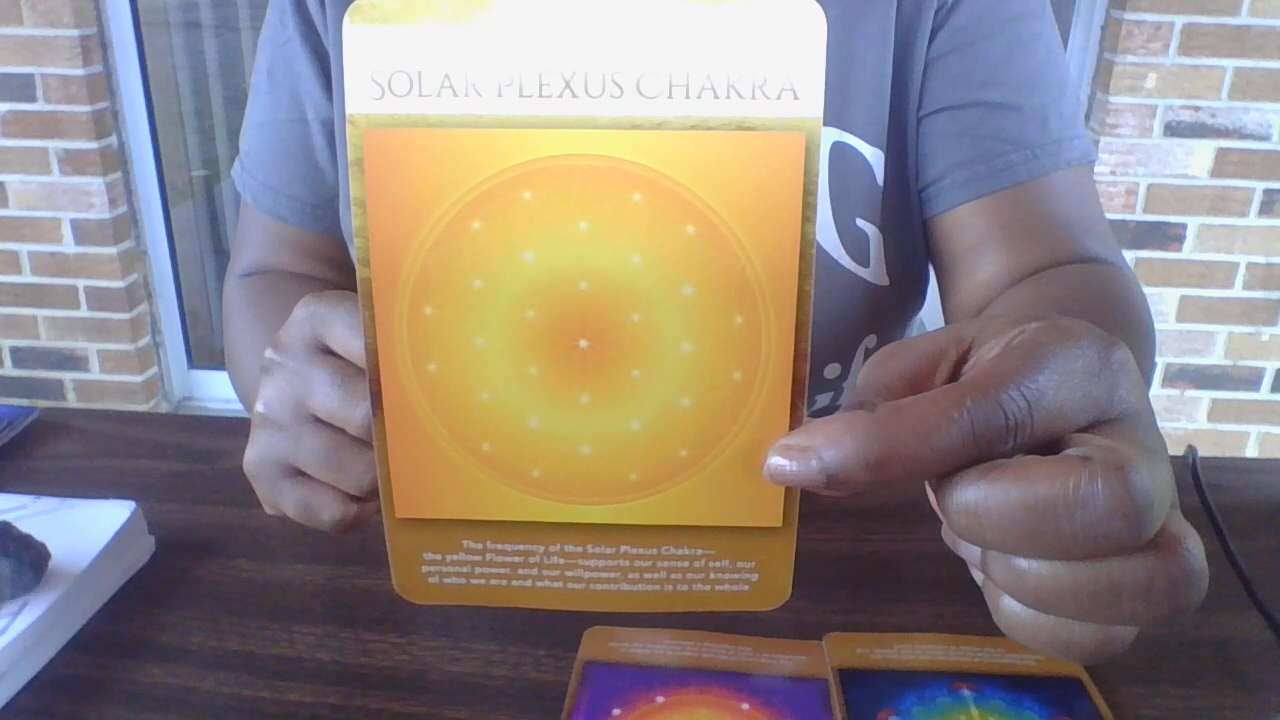 SOLAR PLEXUS CHAKRA
The frequency of the Solar Plexus Chakra—
the yellow Flower of Life—supports our sense of self, our
personal power, and our willpower, as well as our knowing
of who we are and what our contribution is to the whole.
G
if